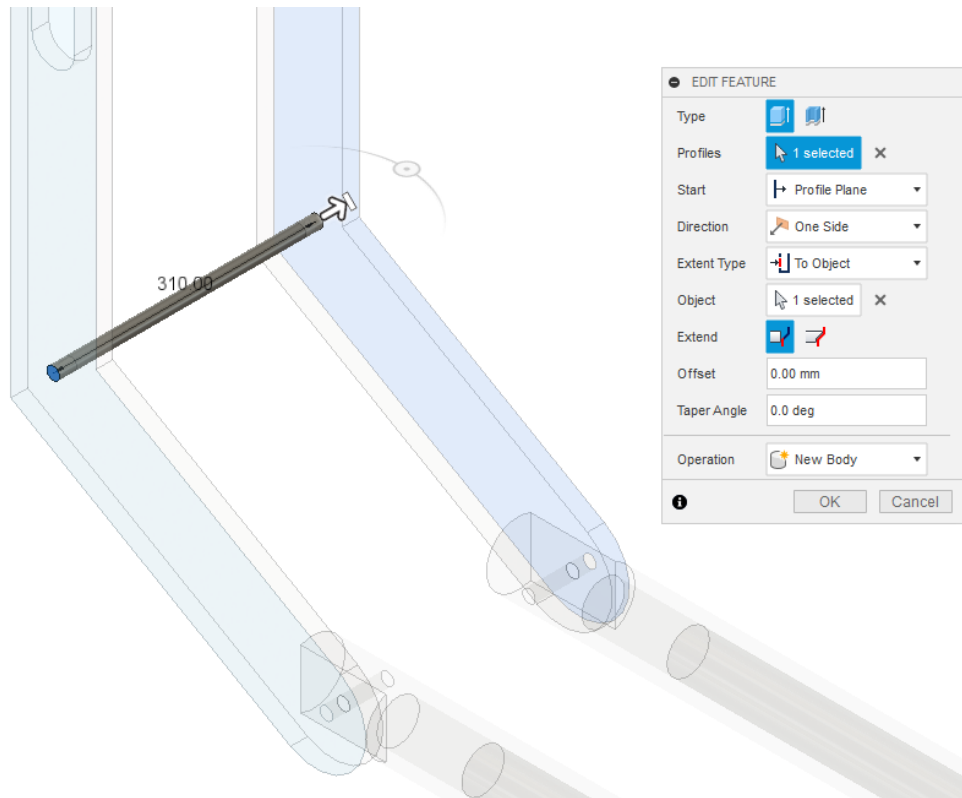 EDIT FEATURE
Type
Profiles 1 selected
Start Profile Plane
Direction One Side
Extent Type To Object
Object 1 selected
Extend
Offset 0.00 mm
Taper Angle 0.0 deg
Operation New Body
OK Cancel
310.00